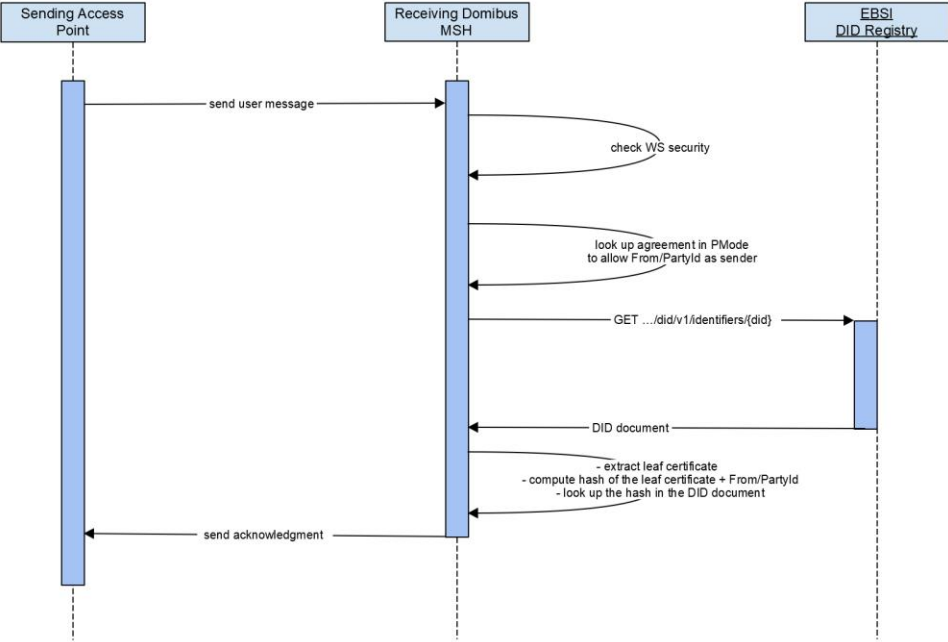 Sending Access
Point
Receiving Domibus
MSH
EBSI
DID Registry
send user message
check WS security
look up agreement in PMode
to allow From/PartyId as sender
GET .../did/v1/identifiers/{did}
DID document
- extract leaf certificate
- compute hash of the leaf certificate + From/PartyId
- look up the hash in the DID document
send acknowledgment